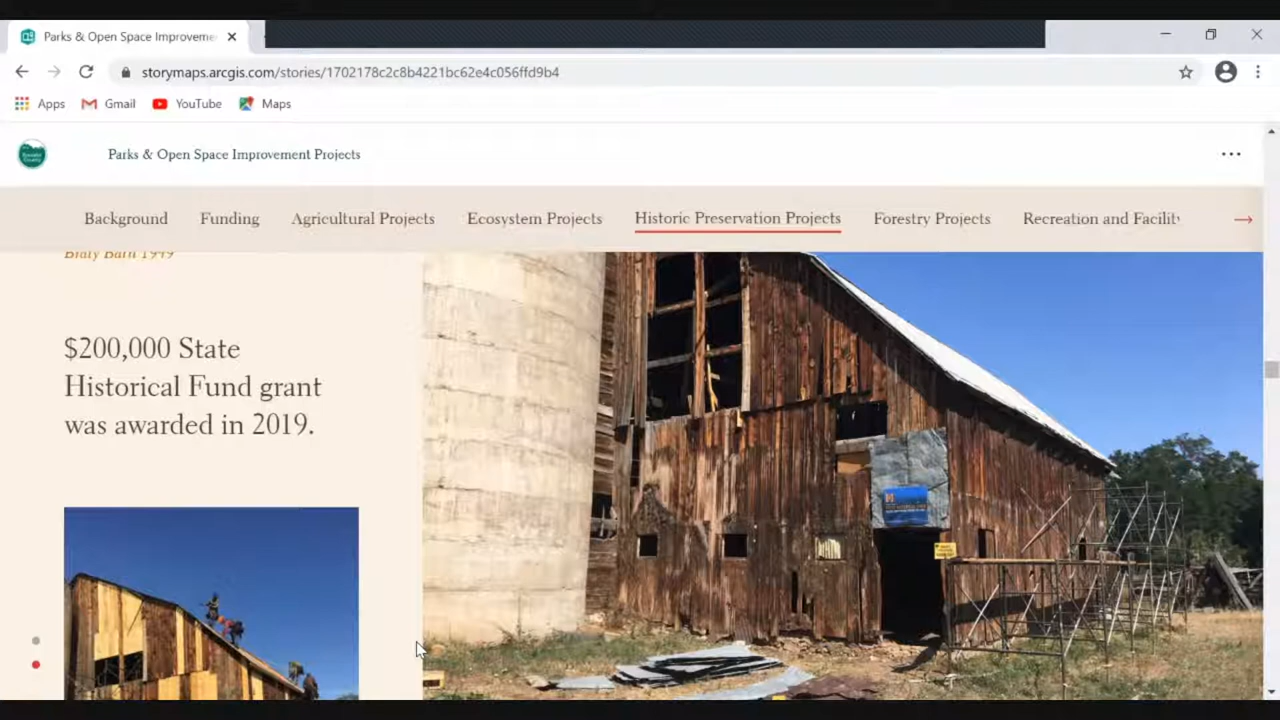 Parks & Open Space Improveme
storymaps.arcgis.com/stories/1702178c2c8b4221bc62e4c056ffd9b4
Apps Gmail YouTube Maps
Parks & Open Space Improvement Projects
Background Funding Agricultural Projects Ecosystem Projects Historic Preservation Projects Forestry Projects Recreation and Facilit
Barn 1949
$200,000 State
Historical Fund grant
was awarded in 2019.